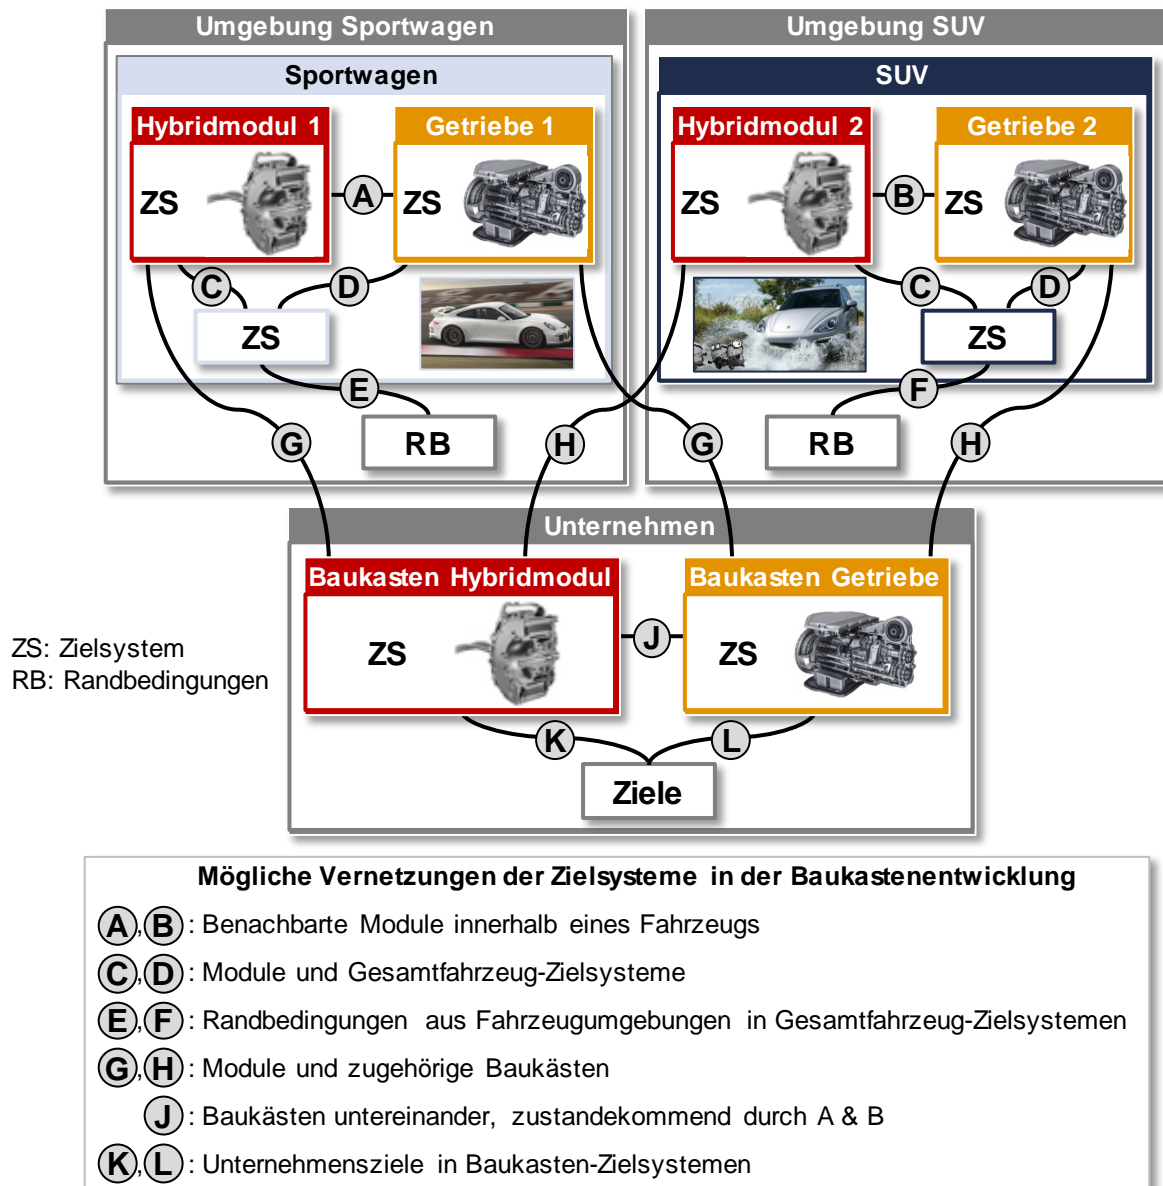 Umgebung Sportwagen
Umgebung SUV
Sportwagen
SUV
Hybridmodul 1
Getriebe 1
Hybridmodul 2
Getriebe 2
ZS
A
ZS
ZS
B
ZS
C
D
C
D
ZS
ZS
E
F
RB
RB
G
H
G
H
Unternehmen
Baukasten Hybridmodul
Baukasten Getriebe
ZS
J
ZS
ZS: Zielsystem
RB: Randbedingungen
K
L
Ziele
Mögliche Vernetzungen der Zielsysteme in der Baukastenentwicklung
A,B: Benachbarte Module innerhalb eines Fahrzeugs
C,D: Module und Gesamtfahrzeug-Zielsysteme
E,F: Randbedingungen aus Fahrzeugumgebungen in Gesamtfahrzeug-Zielsystemen
G,H: Module und zugehörige Baukästen
J: Baukästen untereinander, zustandekommend durch A & B
K,L: Unternehmensziele in Baukasten-Zielsystemen